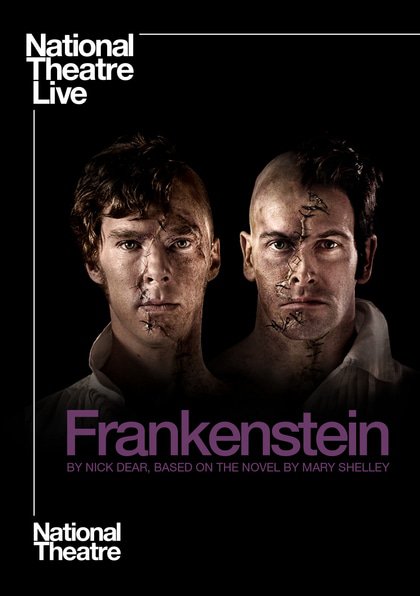 National
Theatre
Live
Frankenstein
BY NICK DEAR, BASED ON THE NOVEL BY MARY SHELLEY
National
Theatre